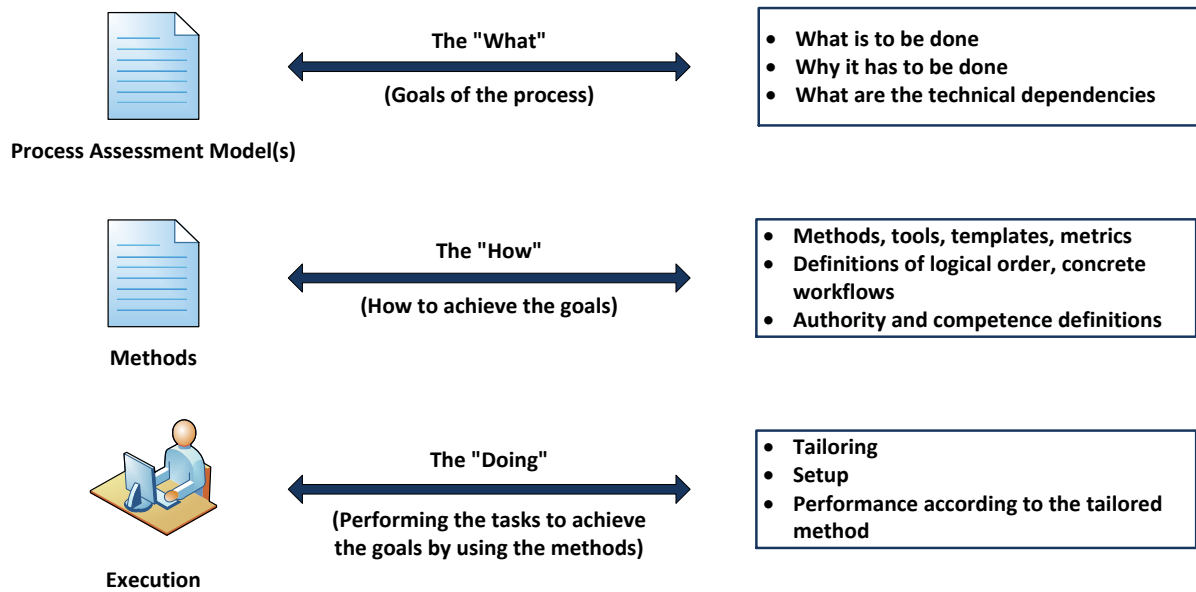 The "What"
(Goals of the process)
• What is to be done
• Why it has to be done
• What are the technical dependencies
Process Assessment Model(s)
The "How"
(How to achieve the goals)
• Methods, tools, templates, metrics
• Definitions of logical order, concrete
workflows
• Authority and competence definitions
Methods
The "Doing"
(Performing the tasks to achieve
the goals by using the methods)
• Tailoring
• Setup
• Performance according to the tailored
method
Execution